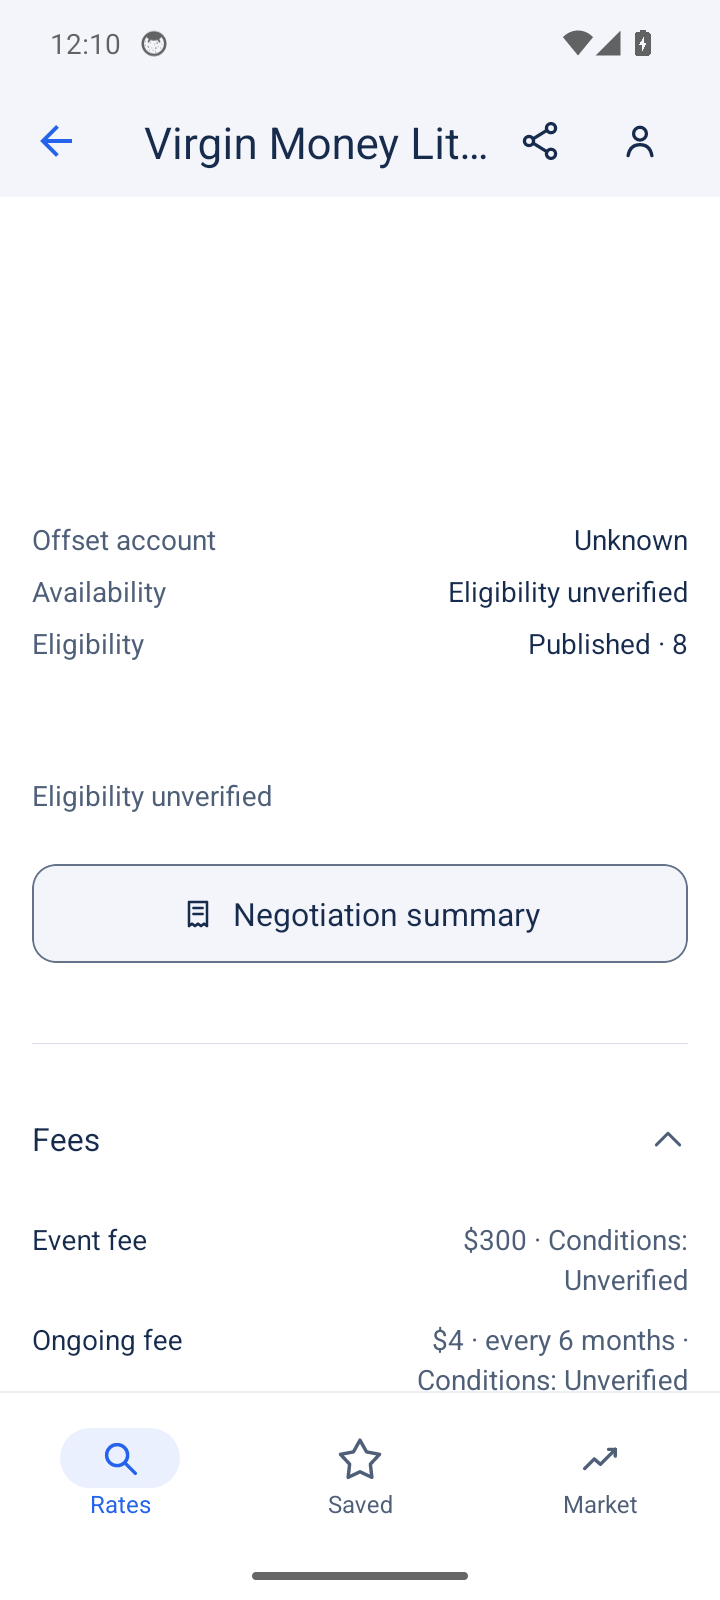 12:10
Virgin Money Lit...
Offset account Unknown
Availability Eligibility unverified
Eligibility Published · 8
Eligibility unverified
Negotiation summary
Fees
Event fee $300 · Conditions:
Unverified
Ongoing fee $4 · every 6 months ·
Conditions: Unverified
Rates Saved Market